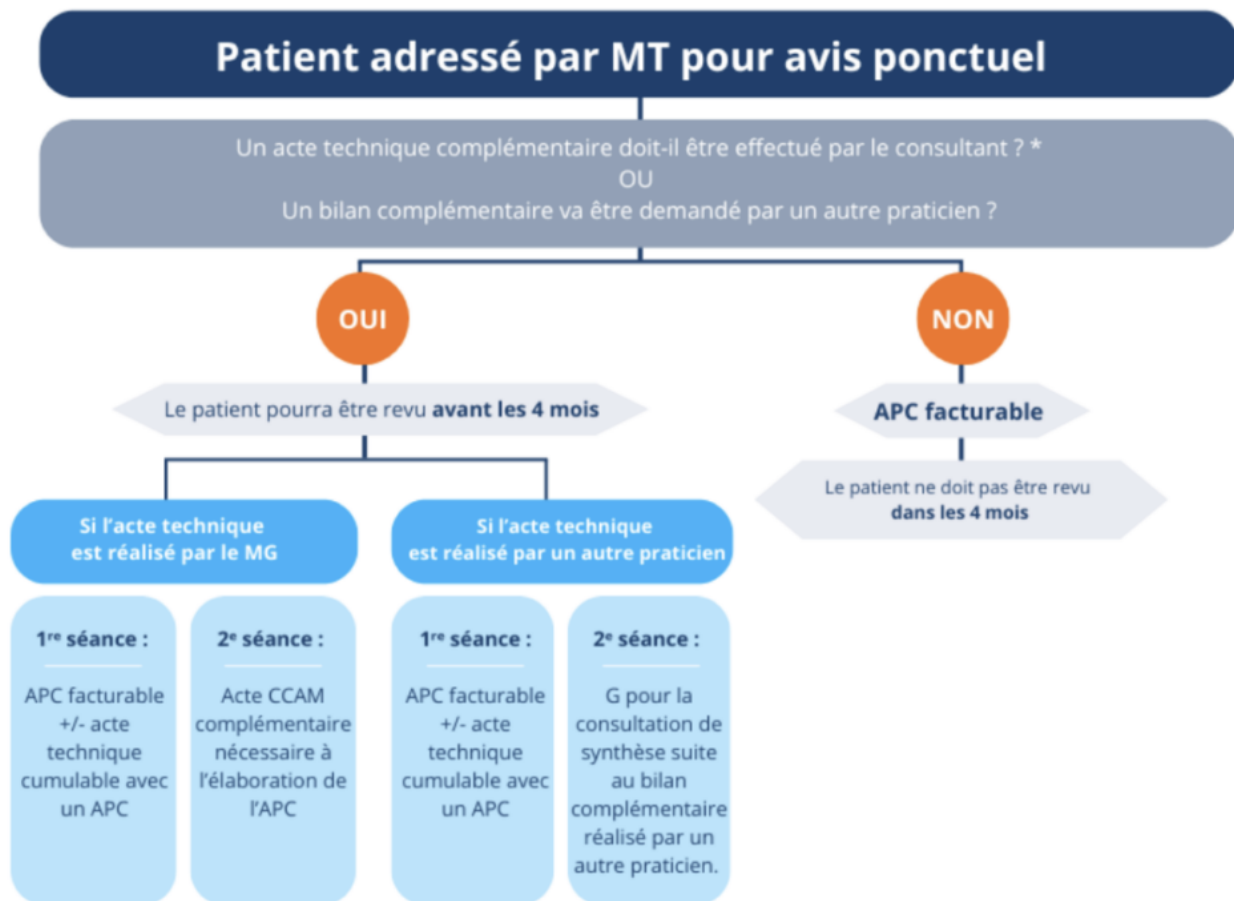 Patient adressé par MT pour avis ponctuel
Un acte technique complémentaire doit-il être effectué par le consultant ? *
OU
Un bilan complémentaire va être demandé par un autre praticien ?
OUI
NON
Le patient pourra être revu avant les 4 mois
APC facturable
Le patient ne doit pas être revu
dans les 4 mois
Si l'acte technique
est réalisé par le MG
Si l'acte technique
est réalisé par un autre praticien
1re séance :
APC facturable
+/- acte
technique
cumulable avec
un APC
2e séance :
Acte CCAM
complémentaire
nécessaire à
l'élaboration de
l'APC
1re séance :
APC facturable
+/- acte
technique
cumulable avec
un APC
2e séance :
G pour la
consultation de
synthèse suite
au bilan
complémentaire
réalisé par un
autre praticien.